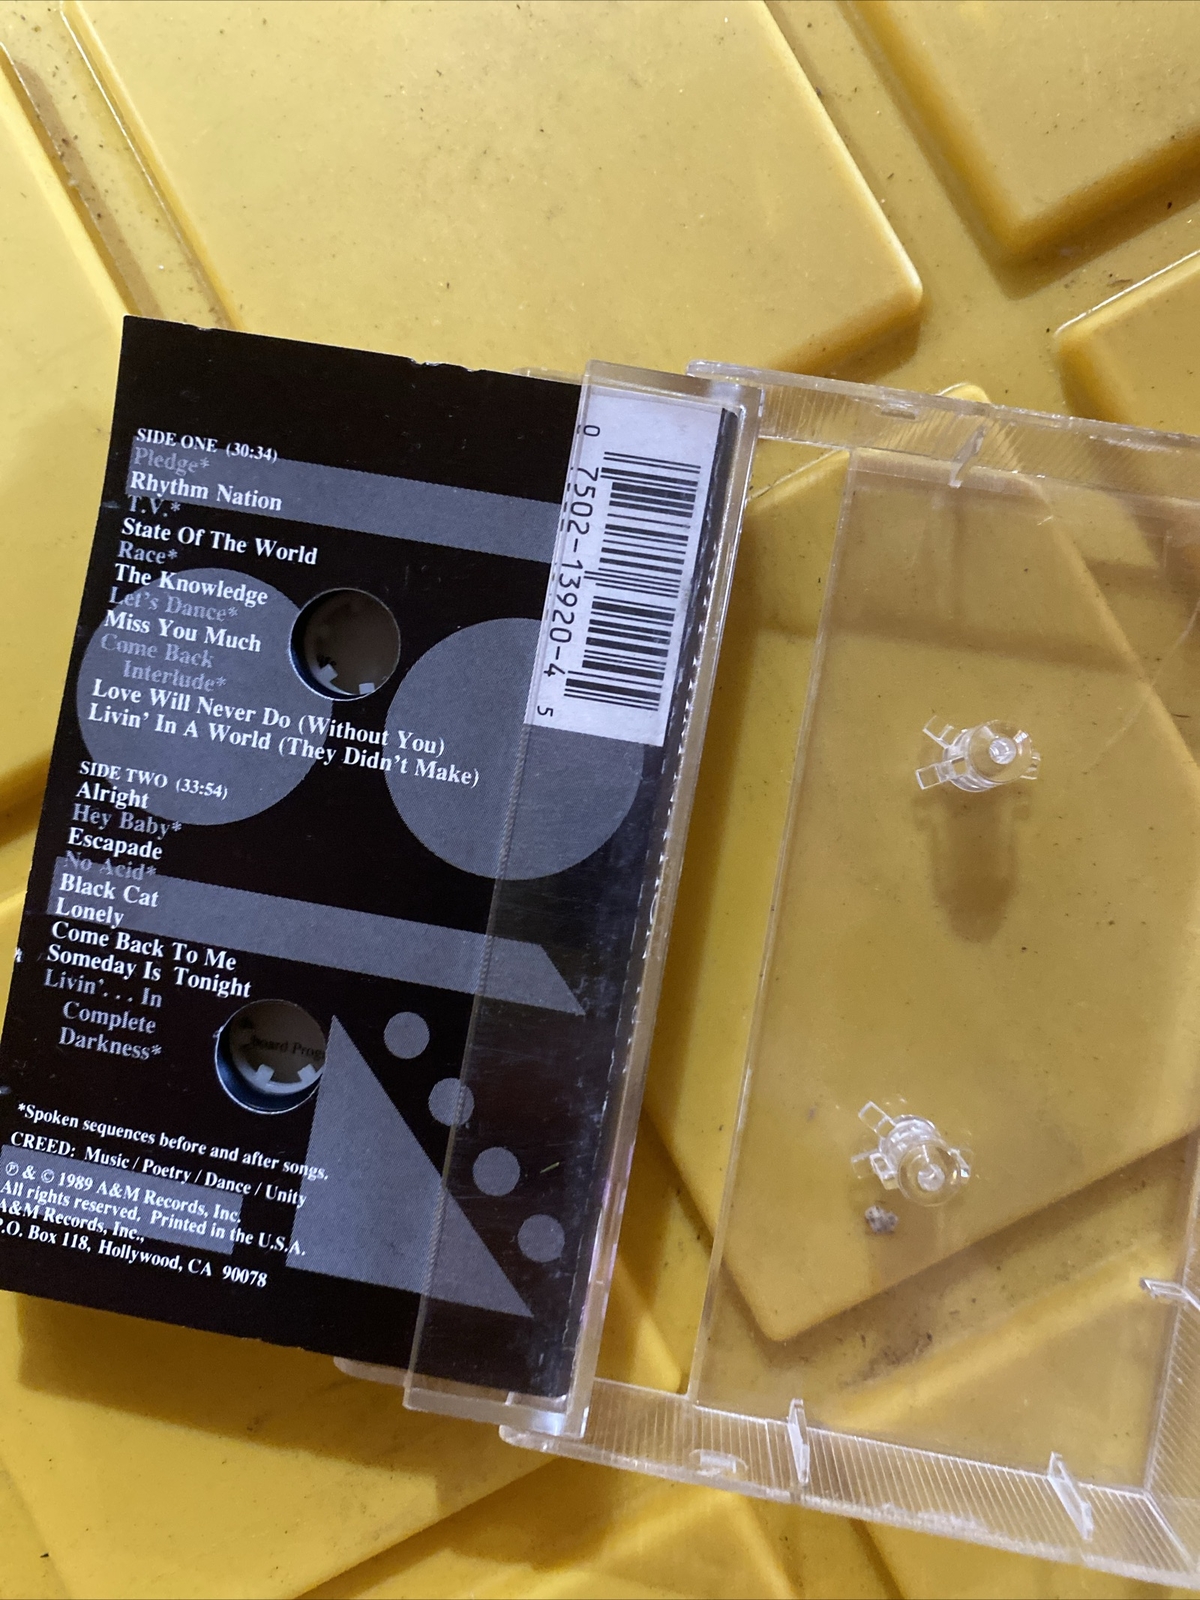 SIDE ONE (30:34)
Pledge*
Rhythm Nation
T.V.*
State Of The World
Race*
The Knowledge
Let's Dance*
Miss You Much
Come Back
Interlude*
Love Will Never Do (Without You)
Livin' In A World (They Didn't Make)
SIDE TWO (33:54)
Alright
Hey Baby*
Escapade
No Acid*
Black Cat
Lonely
Come Back To Me
Someday Is Tonight
Livin'. . . In
Complete
Darkness*
*Spoken sequences before and after songs.
CREED: Music / Poetry / Dance / Unity
℗ & © 1989 A&M Records, Inc.
All rights reserved. Printed in the U.S.A.
A&M Records, Inc.,
P.O. Box 118, Hollywood, CA 90078
0 7502-13920-4 5